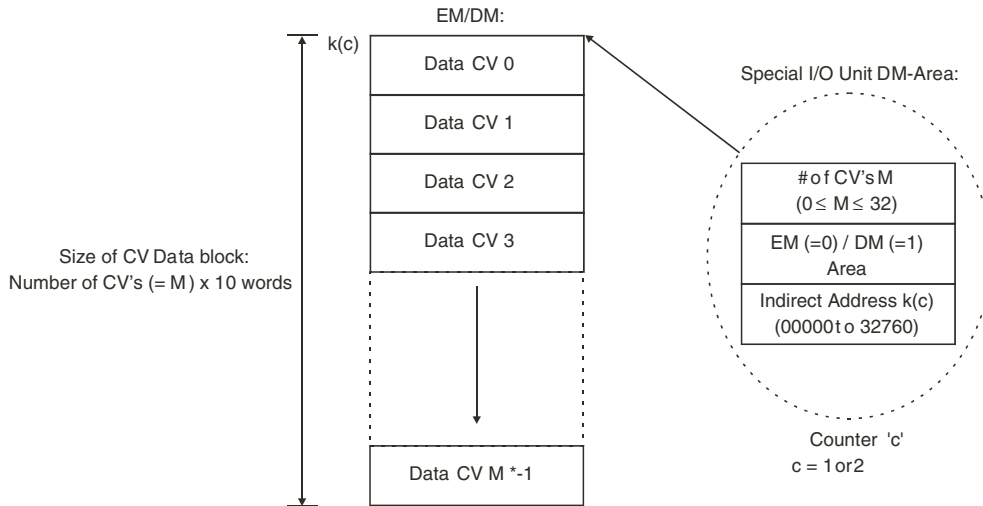 EM/DM:
k(c)
Data CV 0
Data CV 1
Data CV 2
Data CV 3
Data CV M *-1
Size of CV Data block:
Number of CV's (= M ) x 10 words
Special I/O Unit DM-Area:
# of CV's M
(0 ≤ M ≤ 32)
EM (=0) / DM (=1)
Area
Indirect Address k(c)
(00000 to 32760)
Counter 'c'
c = 1 or 2